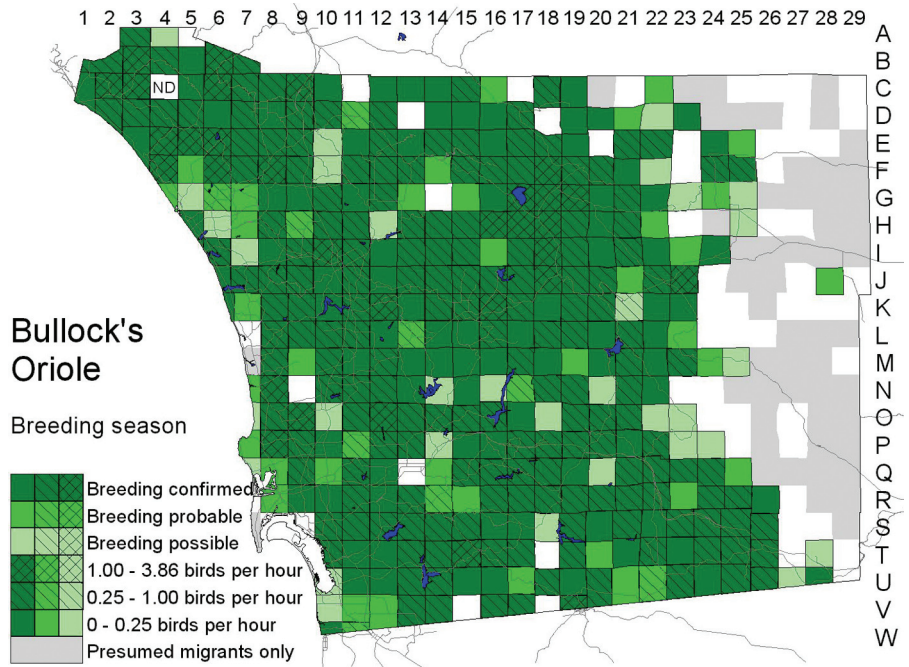 1 2 3 4 5 6 7 8 9 10 11 12 13 14 15 16 17 18 19 20 21 22 23 24 25 26 27 28 29
A
B
C
D
E
F
G
H
I
J
K
L
M
N
O
P
Q
R
S
T
U
V
W
ND
Bullock's
Oriole
Breeding season
Breeding confirmed
Breeding probable
Breeding possible
1.00 - 3.86 birds per hour
0.25 - 1.00 birds per hour
0 - 0.25 birds per hour
Presumed migrants only